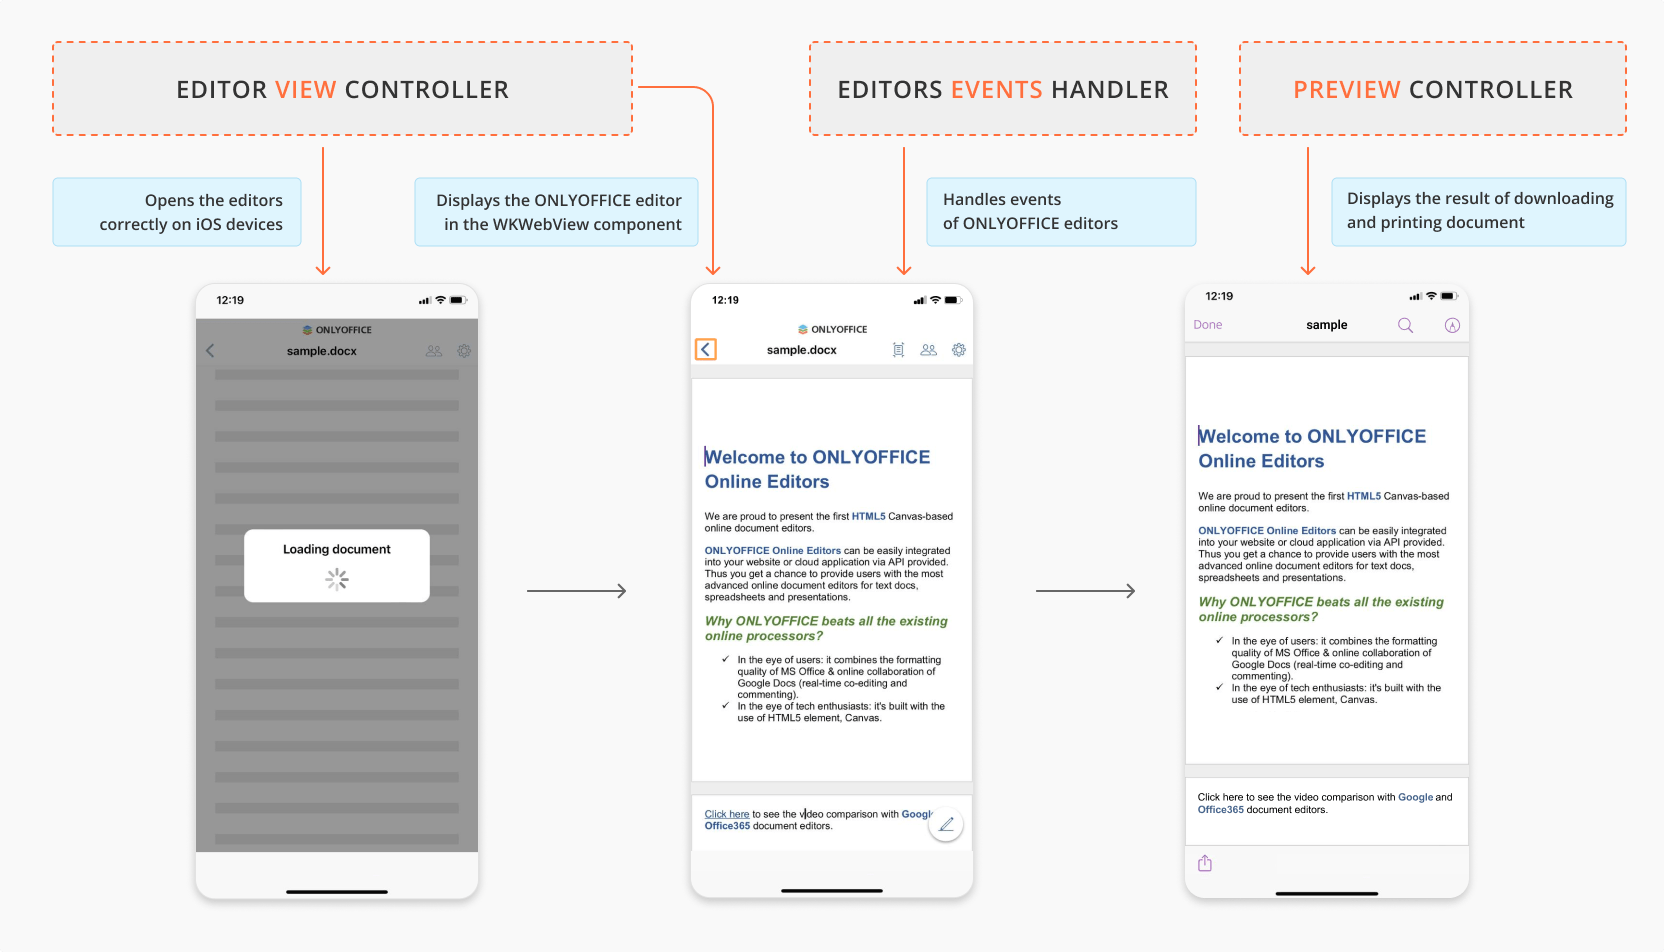 EDITOR VIEW CONTROLLER
EDITORS EVENTS HANDLER
PREVIEW CONTROLLER
Opens the editors
correctly on iOS devices
Displays the ONLYOFFICE editor
in the WKWebView component
Handles events
of ONLYOFFICE editors
Displays the result of downloading
and printing document
12:19
ONLYOFFICE
sample.docx
Loading document
12:19
ONLYOFFICE
sample.docx
Welcome to ONLYOFFICE
Online Editors
We are proud to present the first HTML5 Canvas-based
online document editors.
ONLYOFFICE Online Editors can be easily integrated
into your website or cloud application via API provided.
Thus you get a chance to provide users with the most
advanced online document editors for text docs,
spreadsheets and presentations.
Why ONLYOFFICE beats all the existing
online processors?
✓ In the eye of users: it combines the formatting
quality of MS Office & online collaboration of
Google Docs (real-time co-editing and
commenting).
✓ In the eye of tech enthusiasts: it's built with the
use of HTML5 element, Canvas.
Click here to see the video comparison with Googl
Office365 document editors.
12:19
Done
sample
Welcome to ONLYOFFICE
Online Editors
We are proud to present the first HTML5 Canvas-based
online document editors.
ONLYOFFICE Online Editors can be easily integrated
into your website or cloud application via API provided.
Thus you get a chance to provide users with the most
advanced online document editors for text docs,
spreadsheets and presentations.
Why ONLYOFFICE beats all the existing
online processors?
✓ In the eye of users: it combines the formatting
quality of MS Office & online collaboration of
Google Docs (real-time co-editing and
commenting).
✓ In the eye of tech enthusiasts: it's built with the
use of HTML5 element, Canvas.
Click here to see the video comparison with Google and
Office365 document editors.